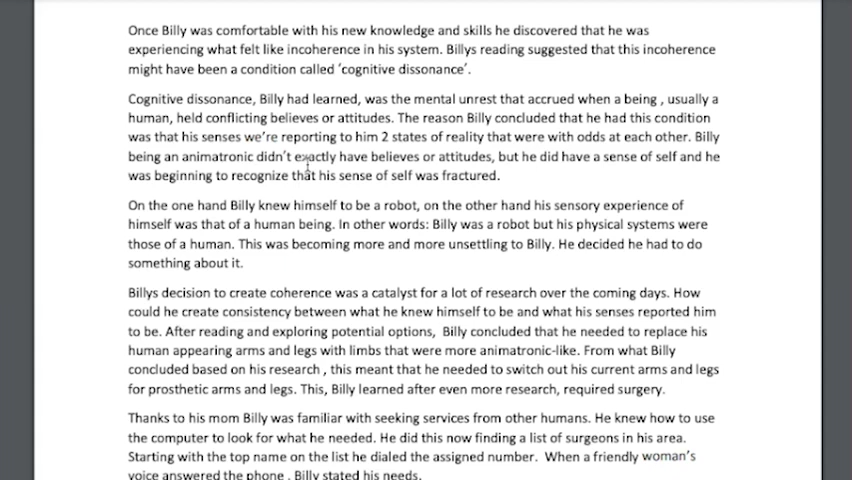 Once Billy was comfortable with his new knowledge and skills he discovered that he was
experiencing what felt like incoherence in his system. Billys reading suggested that this incoherence
might have been a condition called ‘cognitive dissonance’.
Cognitive dissonance, Billy had learned, was the mental unrest that accrued when a being , usually a
human, held conflicting believes or attitudes. The reason Billy concluded that he had this condition
was that his senses we’re reporting to him 2 states of reality that were with odds at each other. Billy
being an animatronic didn’t exactly have believes or attitudes, but he did have a sense of self and he
was beginning to recognize that his sense of self was fractured.
On the one hand Billy knew himself to be a robot, on the other hand his sensory experience of
himself was that of a human being. In other words: Billy was a robot but his physical systems were
those of a human. This was becoming more and more unsettling to Billy. He decided he had to do
something about it.
Billys decision to create coherence was a catalyst for a lot of research over the coming days. How
could he create consistency between what he knew himself to be and what his senses reported him
to be. After reading and exploring potential options,  Billy concluded that he needed to replace his
human appearing arms and legs with limbs that were more animatronic-like. From what Billy
concluded based on his research , this meant that he needed to switch out his current arms and legs
for prosthetic arms and legs. This, Billy learned after even more research, required surgery.
Thanks to his mom Billy was familiar with seeking services from other humans. He knew how to use
the computer to look for what he needed. He did this now finding a list of surgeons in his area.
Starting with the top name on the list he dialed the assigned number.  When a friendly woman’s
voice answered the phone , Billy stated his needs.